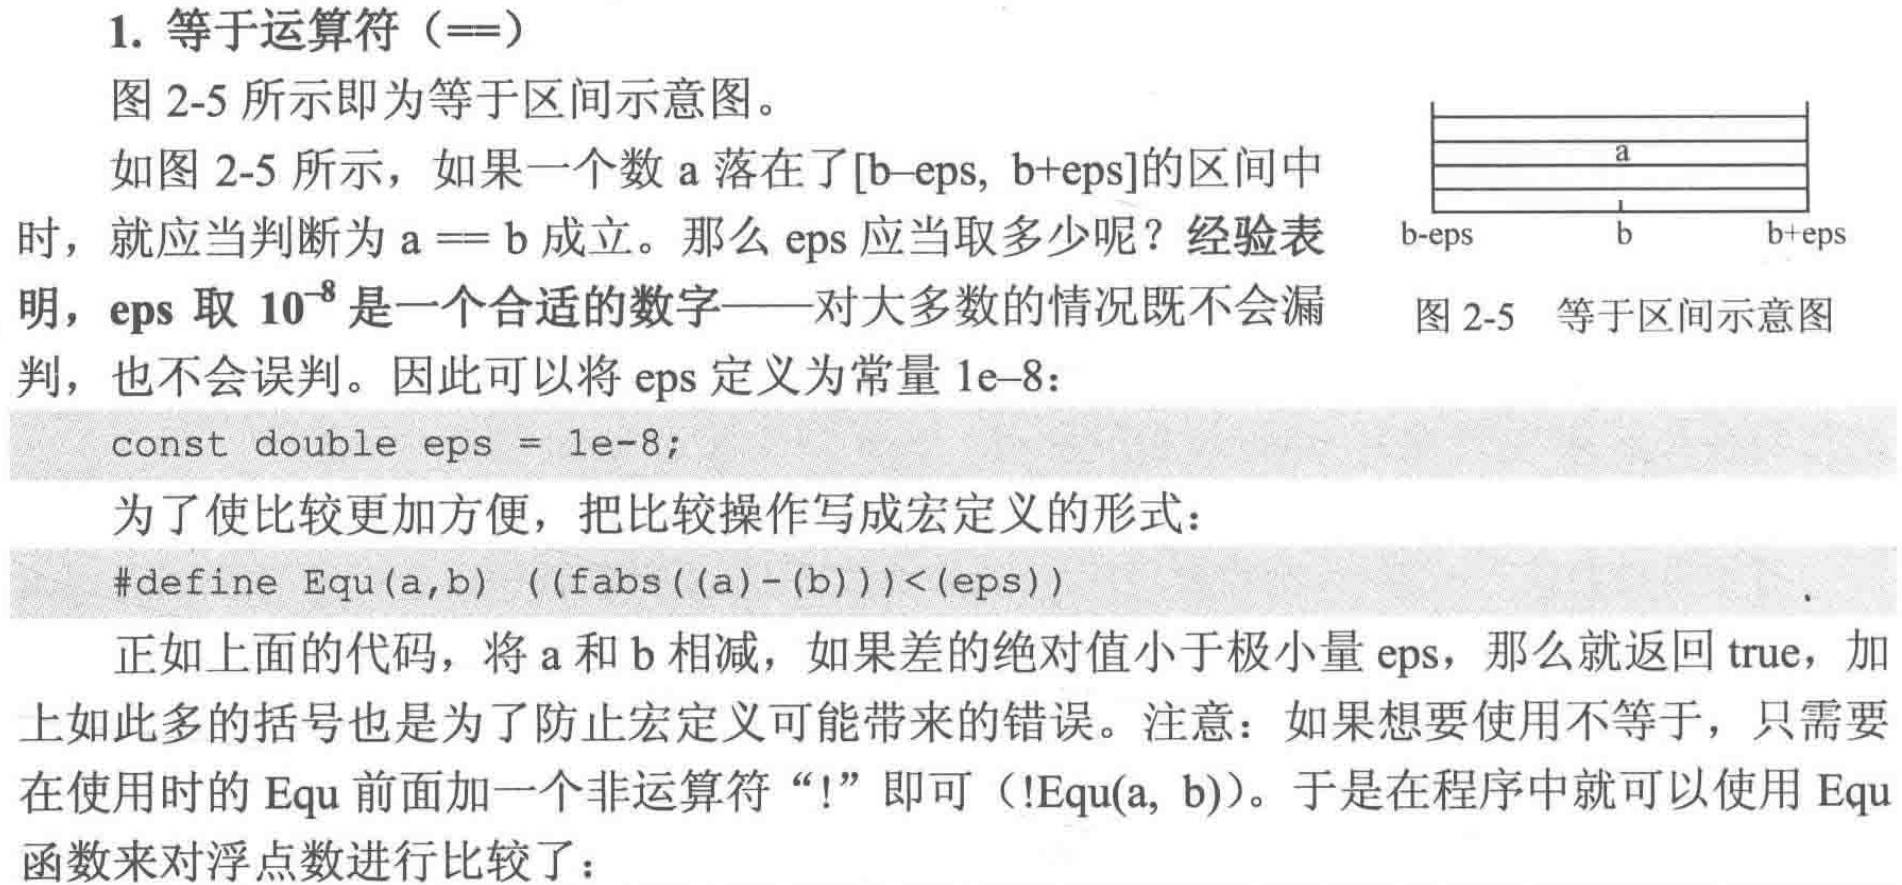 1. 等于运算符（==）
图 2-5 所示即为等于区间示意图。
如图 2-5 所示，如果一个数 a 落在了[b–eps, b+eps]的区间中
时，就应当判断为 a == b 成立。那么 eps 应当取多少呢？经验表
明，eps 取 10⁻⁸ 是一个合适的数字——对大多数的情况既不会漏
判，也不会误判。因此可以将 eps 定义为常量 1e–8：
a
b-eps b b+eps
图 2-5 等于区间示意图
const double eps = 1e-8;
为了使比较更加方便，把比较操作写成宏定义的形式：
#define Equ(a,b) ((fabs((a)-(b)))<(eps))
正如上面的代码，将 a 和 b 相减，如果差的绝对值小于极小量 eps，那么就返回 true，加
上如此多的括号也是为了防止宏定义可能带来的错误。注意：如果想要使用不等于，只需要
在使用时的 Equ 前面加一个非运算符“!”即可（!Equ(a, b)）。于是在程序中就可以使用 Equ
函数来对浮点数进行比较了：